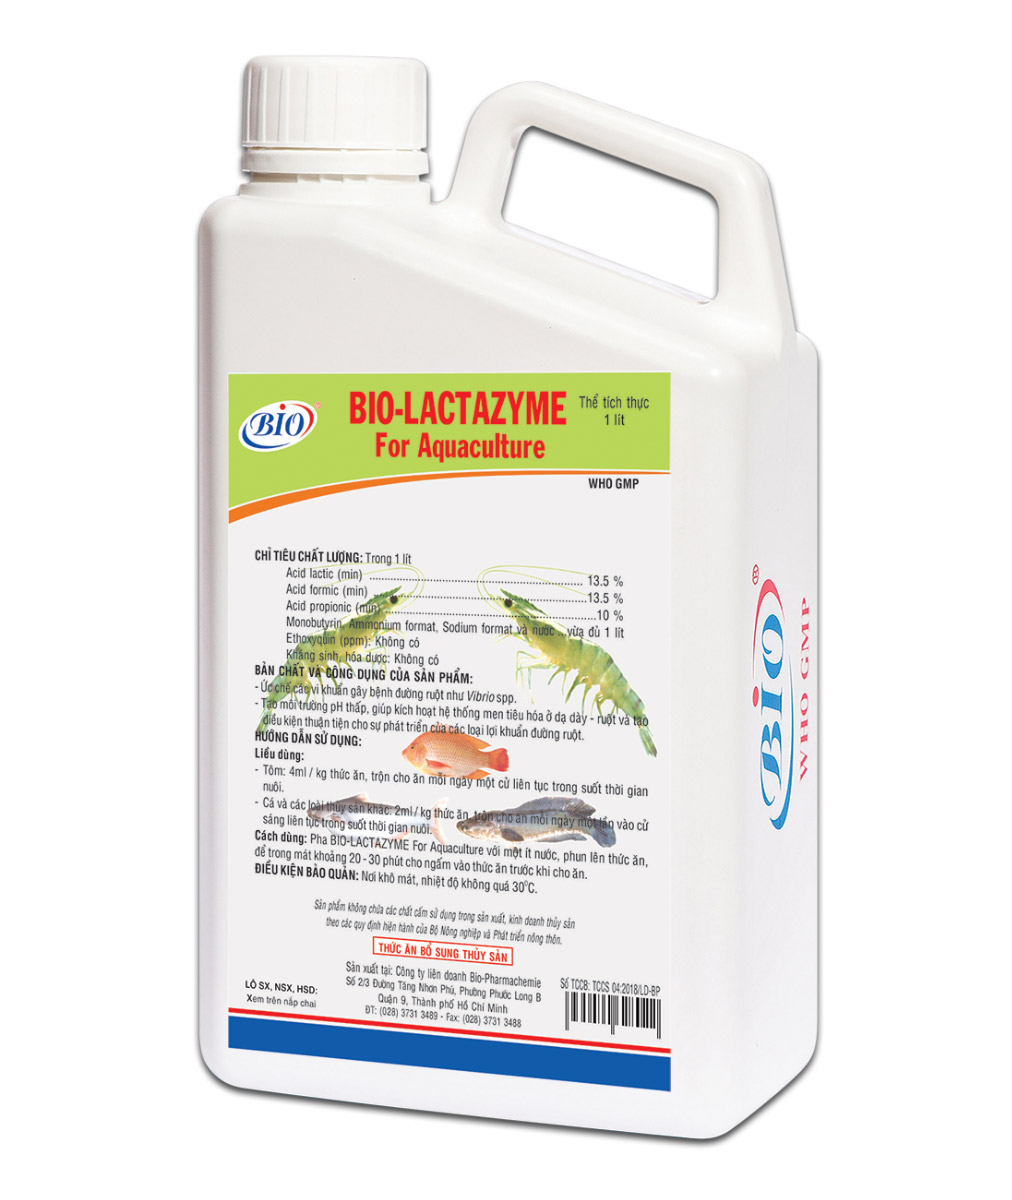 BIO ®
BIO-LACTAZYME
For Aquaculture
Thể tích thực
1 lít
WHO GMP
CHỈ TIÊU CHẤT LƯỢNG: Trong 1 lít
Acid lactic (min) ........................................ 13.5 %
Acid formic (min) ........................................13.5 %
Acid propionic (min) ........................................10 %
Monobutyrin, Ammonium format, Sodium format và nước ...vừa đủ 1 lít
Ethoxyquin (ppm): Không có
Kháng sinh, hóa dược: Không có
BẢN CHẤT VÀ CÔNG DỤNG CỦA SẢN PHẨM:
- Ức chế các vi khuẩn gây bệnh đường ruột như Vibrio spp.
- Tạo môi trường pH thấp, giúp kích hoạt hệ thống men tiêu hóa ở dạ dày - ruột và tạo
điều kiện thuận tiện cho sự phát triển của các loại lợi khuẩn đường ruột.
HƯỚNG DẪN SỬ DỤNG:
Liều dùng:
- Tôm: 4ml / kg thức ăn, trộn cho ăn mỗi ngày một cử liên tục trong suốt thời gian
nuôi.
- Cá và các loài thủy sản khác: 2ml / kg thức ăn, trộn cho ăn mỗi ngày một lần vào cử
sáng liên tục trong suốt thời gian nuôi.
Cách dùng: Pha BIO-LACTAZYME For Aquaculture với một ít nước, phun lên thức ăn,
để trong mát khoảng 20 - 30 phút cho ngấm vào thức ăn trước khi cho ăn.
ĐIỀU KIỆN BẢO QUẢN: Nơi khô mát, nhiệt độ không quá 30°C.
Sản phẩm không chứa các chất cấm sử dụng trong sản xuất, kinh doanh thủy sản
theo các quy định hiện hành của Bộ Nông nghiệp và Phát triển nông thôn.
THỨC ĂN BỔ SUNG THỦY SẢN
LÔ SX, NSX, HSD:
Xem trên nắp chai
Sản xuất tại: Công ty liên doanh Bio-Pharmachemie
Số 2/3 Đường Tăng Nhơn Phú, Phường Phước Long B
Quận 9, Thành phố Hồ Chí Minh
ĐT: (028) 3731 3489 - Fax: (028) 3731 3488
Số TCCB: TCCS 04:2018/LD-BP
BIO ®
WHO GMP